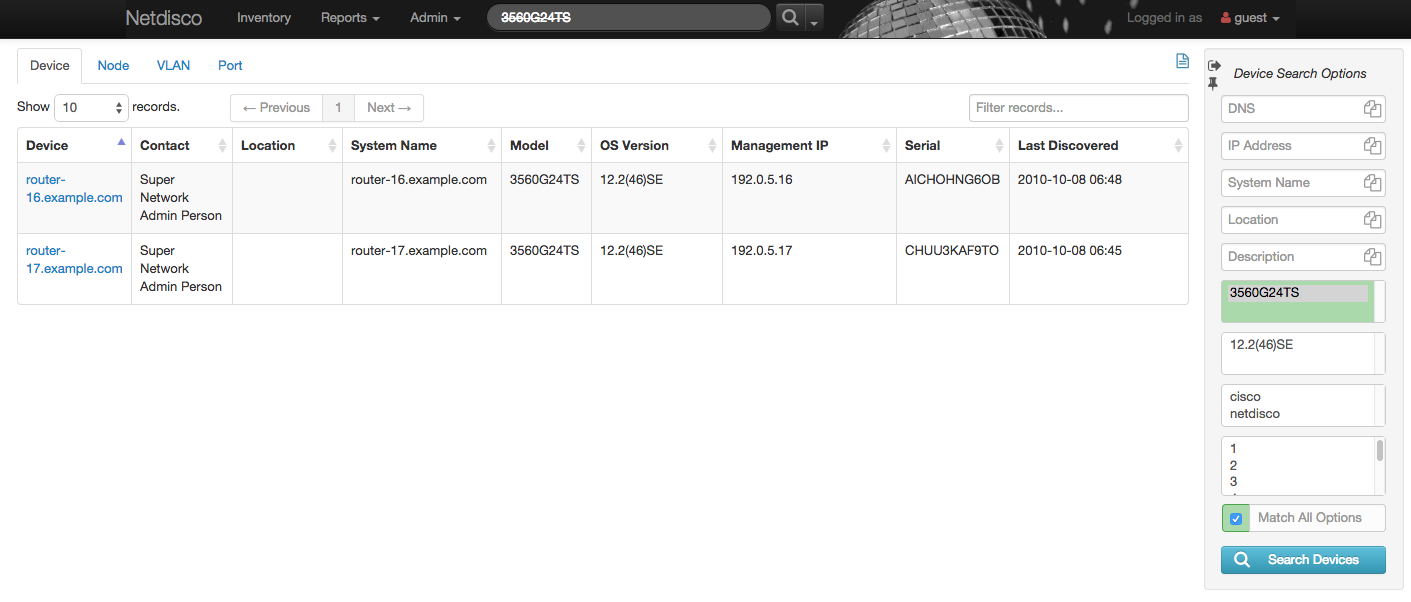 Netdisco Inventory Reports Admin 3560G24TS Logged in as guest
Device Node VLAN Port
Show 10 records. ← Previous 1 Next → Filter records...
Device Contact Location System Name Model OS Version Management IP Serial Last Discovered
router-16.example.com Super Network Admin Person router-16.example.com 3560G24TS 12.2(46)SE 192.0.5.16 AICHOHNG6OB 2010-10-08 06:48
router-17.example.com Super Network Admin Person router-17.example.com 3560G24TS 12.2(46)SE 192.0.5.17 CHUU3KAF9TO 2010-10-08 06:45
Device Search Options
DNS
IP Address
System Name
Location
Description
3560G24TS
12.2(46)SE
cisco
netdisco
1
2
3
Match All Options
Search Devices